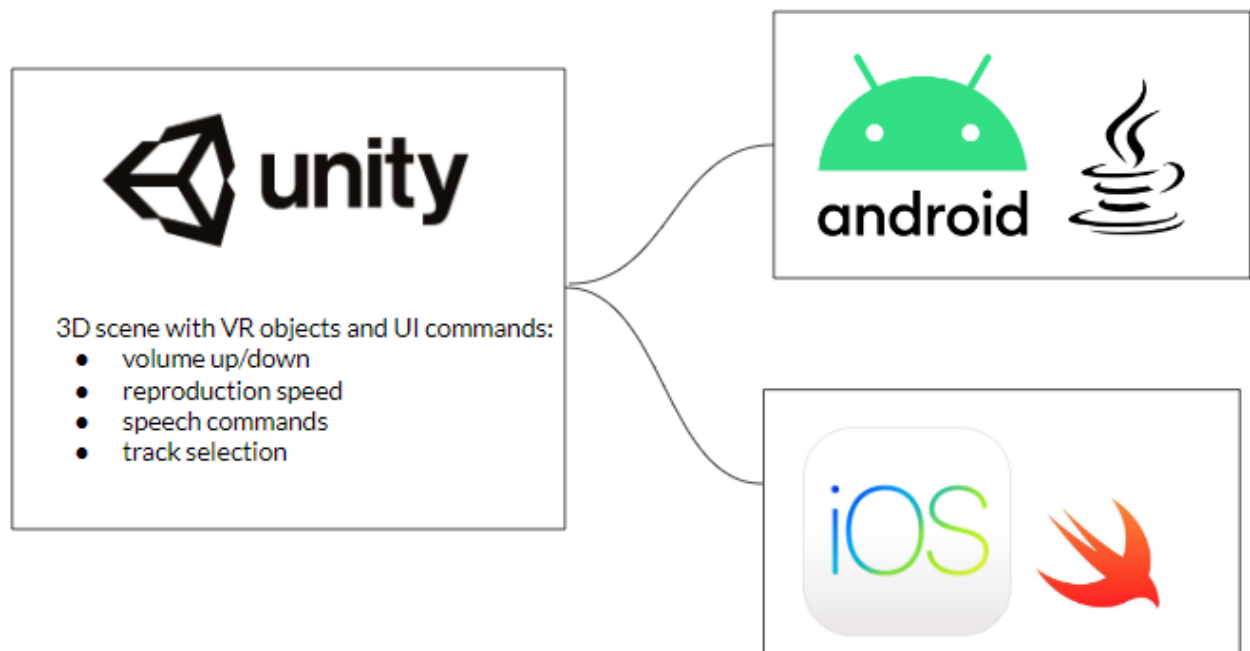 unity
3D scene with VR objects and UI commands:
● volume up/down
● reproduction speed
● speech commands
● track selection
android
iOS